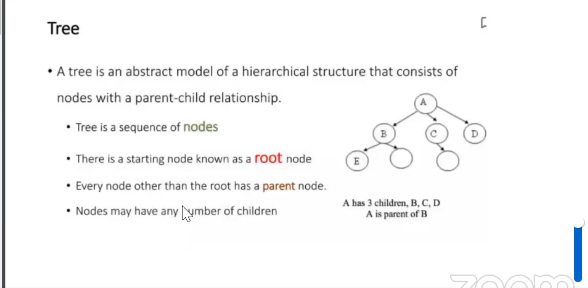 Tree
• A tree is an abstract model of a hierarchical structure that consists of
nodes with a parent-child relationship.
• Tree is a sequence of nodes
• There is a starting node known as a root node
• Every node other than the root has a parent node.
• Nodes may have any number of children
A
B
C
D
E
A has 3 children, B, C, D
A is parent of B
zoom